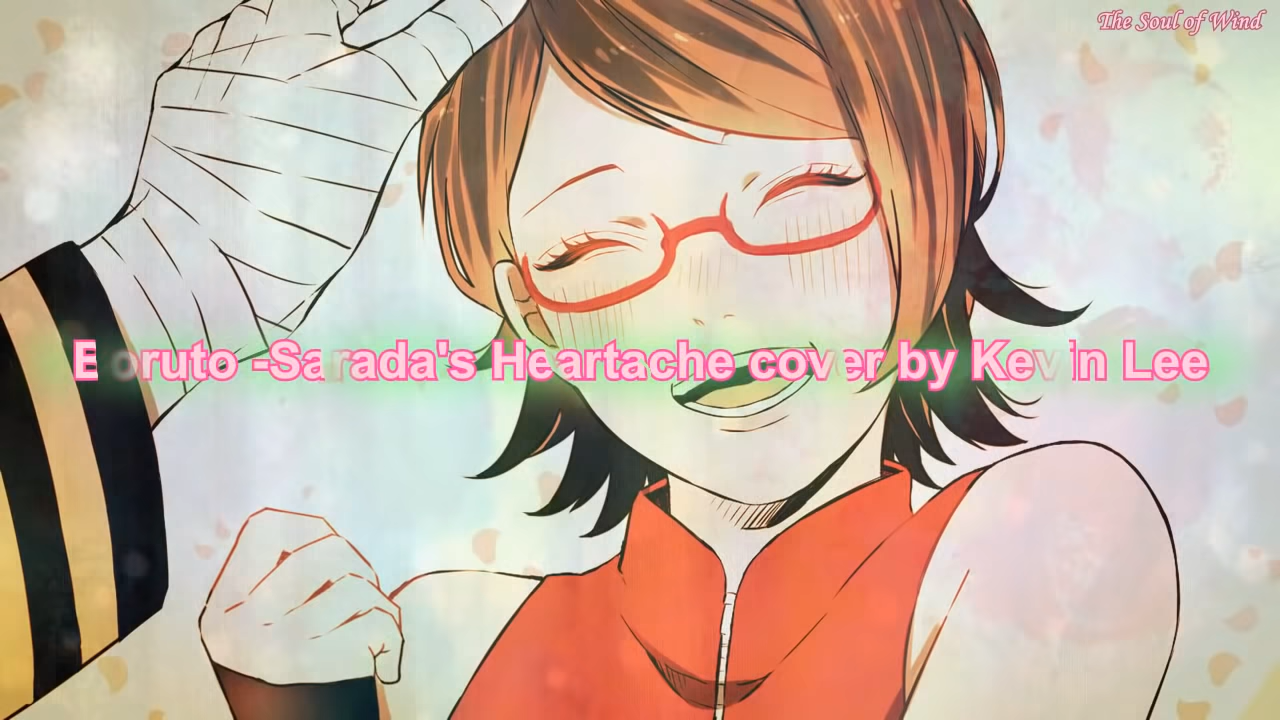 The Soul of Wind
Boruto -Sarada's Heartache cover by Kevin Lee